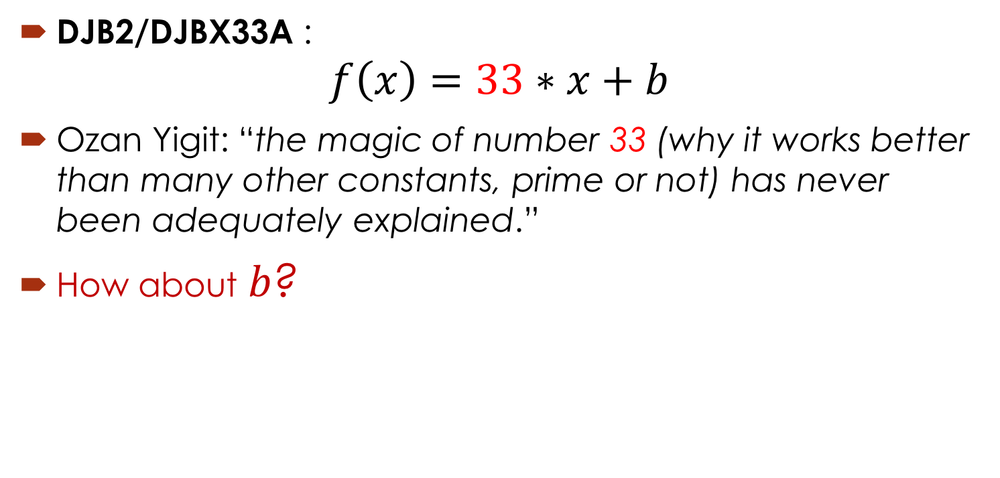 DJB2/DJBX33A :
f(x) = 33 ∗ x + b
Ozan Yigit: “the magic of number 33 (why it works better
than many other constants, prime or not) has never
been adequately explained.”
How about b?